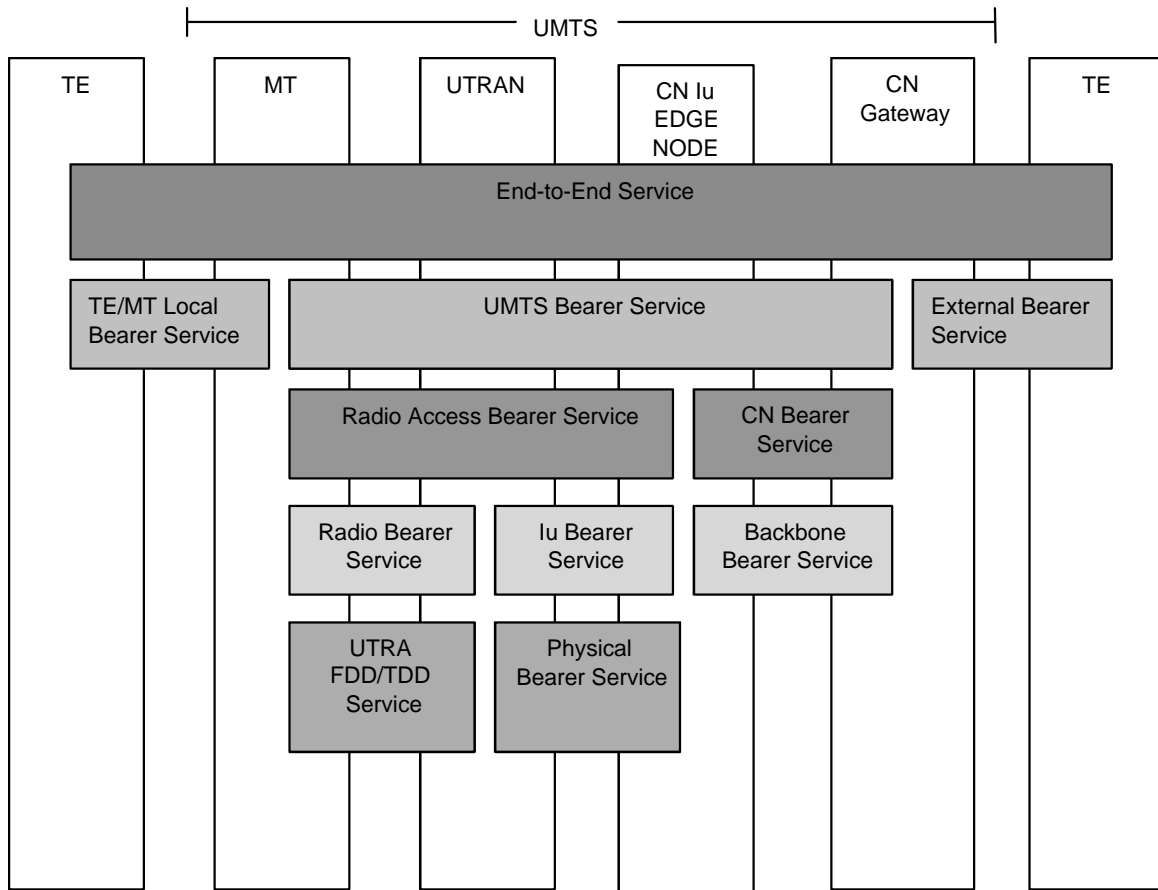 UMTS
TE
MT
UTRAN
CN Iu
EDGE
NODE
CN
Gateway
TE
End-to-End Service
TE/MT Local
Bearer Service
UMTS Bearer Service
External Bearer
Service
Radio Access Bearer Service
CN Bearer
Service
Radio Bearer
Service
Iu Bearer
Service
Backbone
Bearer Service
UTRA
FDD/TDD
Service
Physical
Bearer Service